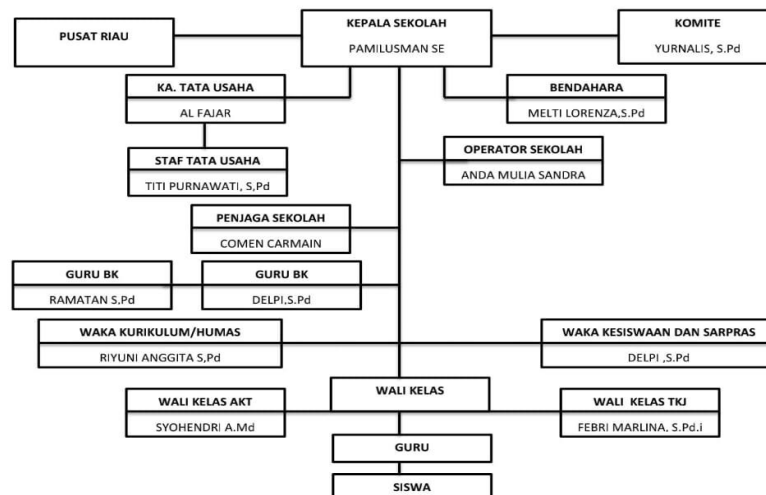 PUSAT RIAU
KEPALA SEKOLAH
PAMILUSMAN SE
KOMITE
YURNALIS, S.Pd
KA. TATA USAHA
AL FAJAR
BENDAHARA
MELTI LORENZA,S.Pd
STAF TATA USAHA
TITI PURNAWATI, S,Pd
OPERATOR SEKOLAH
ANDA MULIA SANDRA
PENJAGA SEKOLAH
COMEN CARMAIN
GURU BK
RAMATAN S,Pd
GURU BK
DELPI,S.Pd
WAKA KURIKULUM/HUMAS
RIYUNI ANGGITA S,Pd
WAKA KESISWAAN DAN SARPRAS
DELPI ,S.Pd
WALI KELAS
WALI KELAS AKT
SYOHENDRI A.Md
WALI KELAS TKJ
FEBRI MARLINA, S.Pd.i
GURU
SISWA